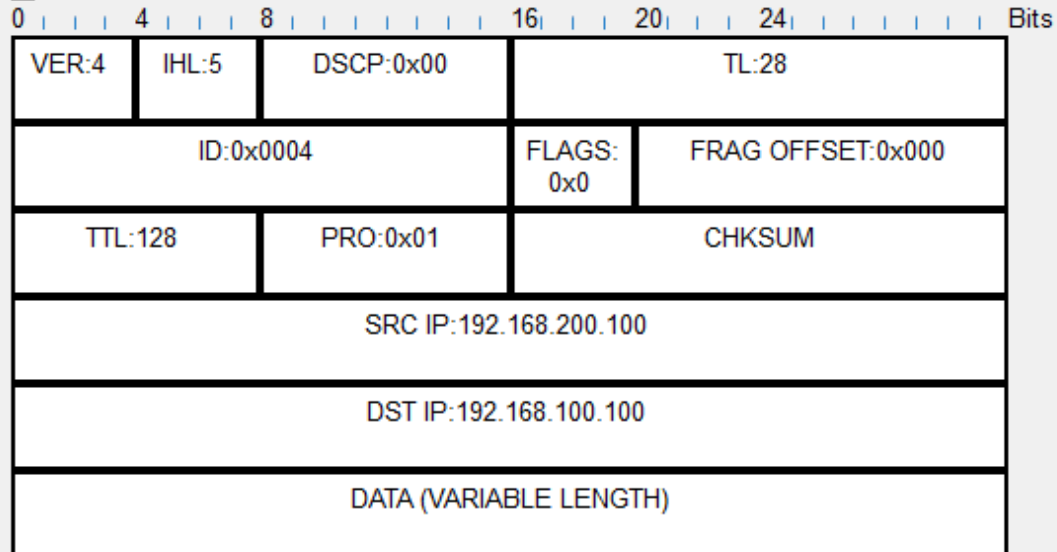 0 4 8 16 20 24 Bits
VER:4 IHL:5 DSCP:0x00 TL:28
ID:0x0004 FLAGS: FRAG OFFSET:0x000
0x0
TTL:128 PRO:0x01 CHKSUM
SRC IP:192.168.200.100
DST IP:192.168.100.100
DATA (VARIABLE LENGTH)